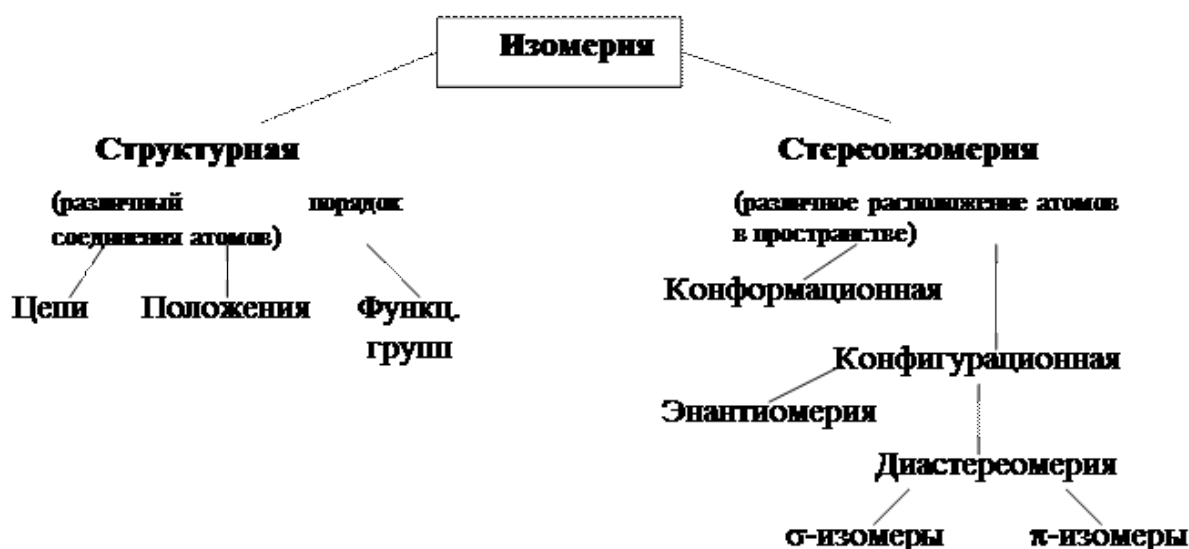 Изомерия
Структурная
(различный порядок
соединения атомов)
Цепи
Положения
Функц.
групп
Стереоизомерия
(различное расположение атомов
в пространстве)
Конформационная
Конфигурационная
Энантиомерия
Диастереомерия
σ-изомеры
π-изомеры